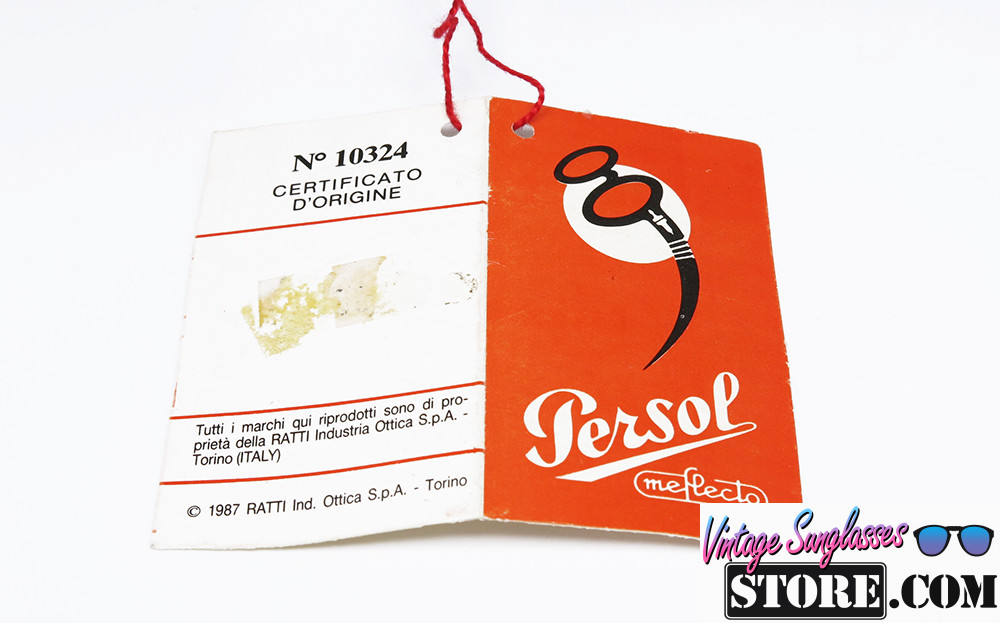 Nº 10324
CERTIFICATO
D'ORIGINE
Tutti i marchi qui riprodotti sono di pro-
prietà della RATTI Industria Ottica S.p.A. -
Torino (ITALY)
© 1987 RATTI Ind. Ottica S.p.A. - Torino
Persol
meflecto
Vintage Sunglasses
STORE.COM